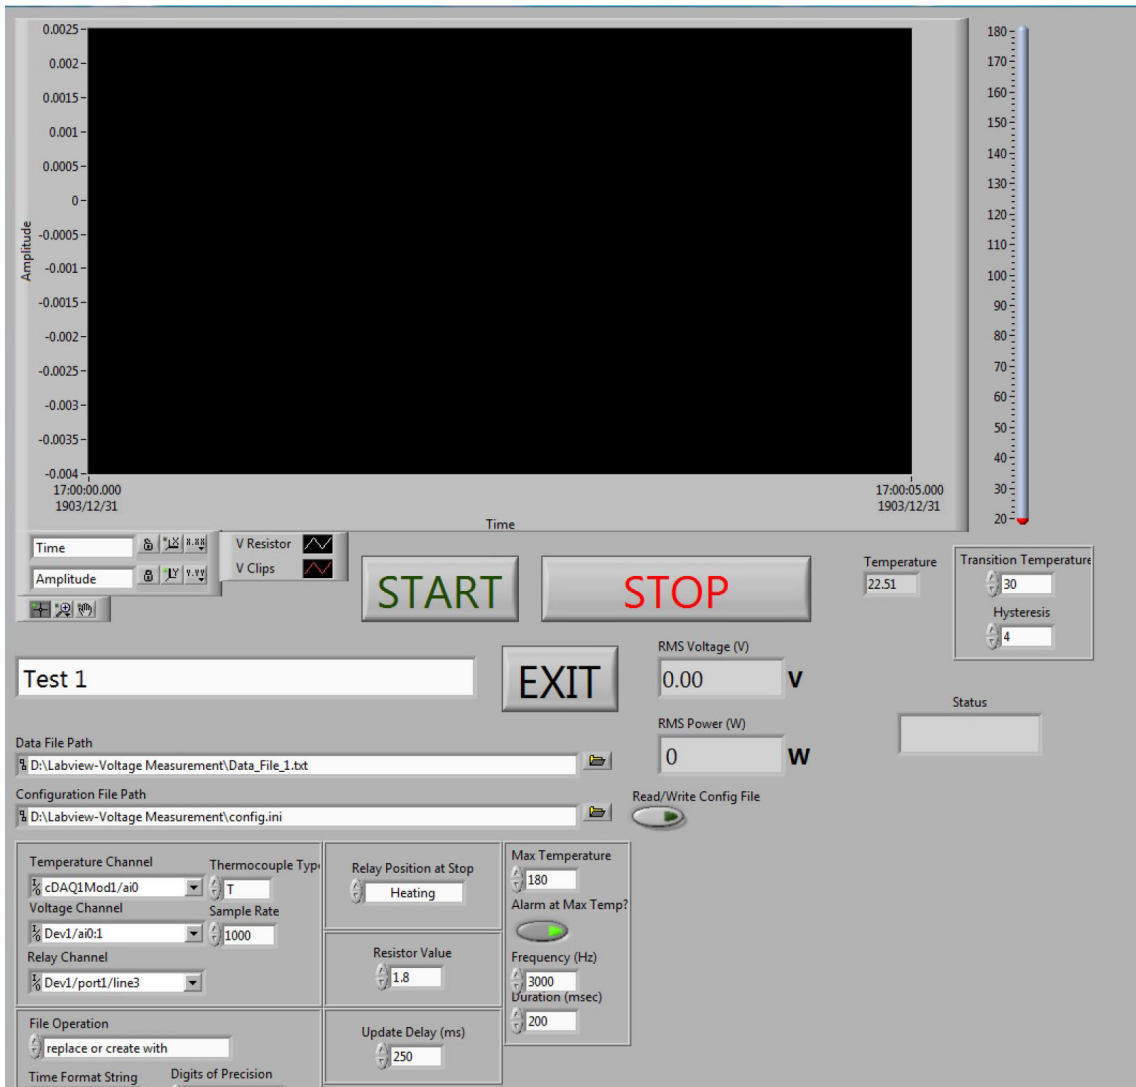 0.0025
0.002
0.0015
0.001
0.0005
0
-0.0005
-0.001
-0.0015
-0.002
-0.0025
-0.003
-0.0035
-0.004
Amplitude
17:00:00.000
1903/12/31
17:00:05.000
1903/12/31
Time
180
170
160
150
140
130
120
110
100
90
80
70
60
50
40
30
20
Time
Amplitude
V Resistor
V Clips
START
STOP
Temperature
22.51
Transition Temperature
30
Hysteresis
4
Test 1
EXIT
RMS Voltage (V)
0.00 V
RMS Power (W)
0 W
Status
Data File Path
D:\Labview-Voltage Measurement\Data_File_1.txt
Configuration File Path
D:\Labview-Voltage Measurement\config.ini
Read/Write Config File
Temperature Channel
cDAQ1Mod1/ai0
Thermocouple Typ
T
Voltage Channel
Dev1/ai0:1
Sample Rate
1000
Relay Channel
Dev1/port1/line3
Relay Position at Stop
Heating
Resistor Value
1.8
Update Delay (ms)
250
Max Temperature
180
Alarm at Max Temp?
Frequency (Hz)
3000
Duration (msec)
200
File Operation
replace or create with
Time Format String
Digits of Precision